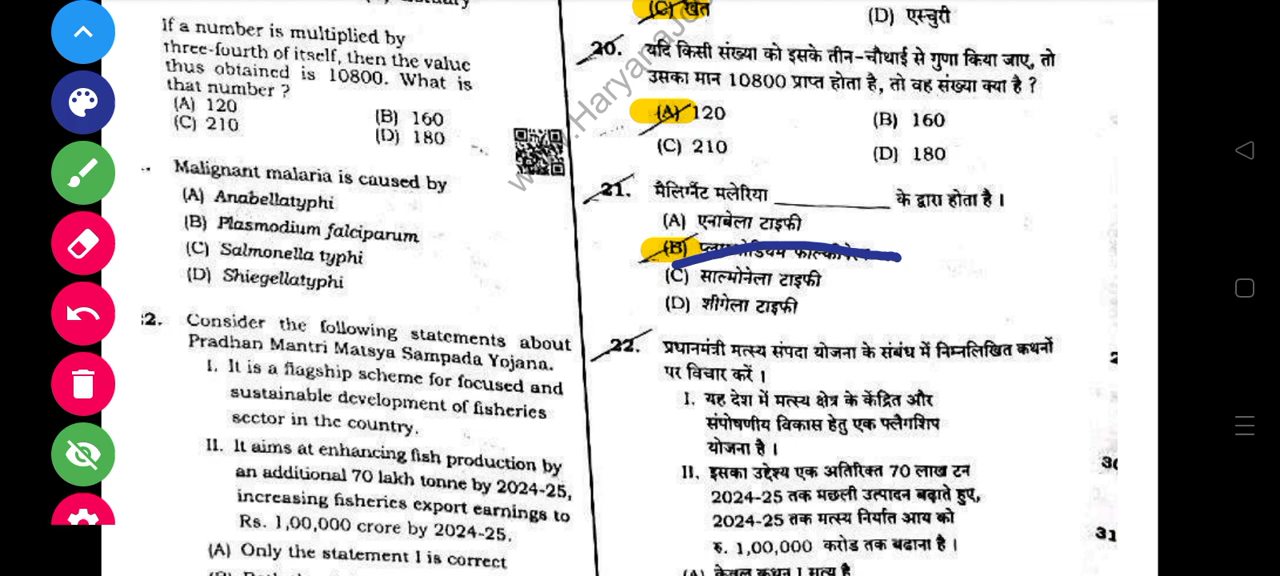 If a number is multiplied by
three-fourth of itself, then the value
thus obtained is 10800. What is
that number ?
(A) 120
(B) 160
(C) 210
(D) 180
Malignant malaria is caused by
(A) Anabellatyphi
(B) Plasmodium falciparum
(C) Salmonella typhi
(D) Shiegellatyphi
2. Consider the following statements about
Pradhan Mantri Matsya Sampada Yojana.
I. It is a flagship scheme for focused and
sustainable development of fisheries
sector in the country.
II. It aims at enhancing fish production by
an additional 70 lakh tonne by 2024-25,
increasing fisheries export earnings to
Rs. 1,00,000 crore by 2024-25.
(A) Only the statement I is correct
(C) खेत
(D) एस्चुरी
20. यदि किसी संख्या को इसके तीन-चौथाई से गुणा किया जाए, तो
उसका मान 10800 प्राप्त होता है, तो वह संख्या क्या है ?
(A) 120
(B) 160
(C) 210
(D) 180
21. मैलिग्नैंट मलेरिया __________ के द्वारा होता है ।
(A) एनाबेला टाइफी
(B)
(C) साल्मोनेला टाइफी
(D) शीगेला टाइफी
22. प्रधानमंत्री मत्स्य संपदा योजना के संबंध में निम्नलिखित कथनों
पर विचार करें ।
I. यह देश में मत्स्य क्षेत्र के केंद्रित और
संपोषणीय विकास हेतु एक फ्लैगशिप
योजना है ।
II. इसका उद्देश्य एक अतिरिक्त 70 लाख टन
2024-25 तक मछली उत्पादन बढ़ाते हुए,
2024-25 तक मत्स्य निर्यात आय को
रु. 1,00,000 करोड तक बढाना है ।
(A) केवल कथन I सत्य है
30
31